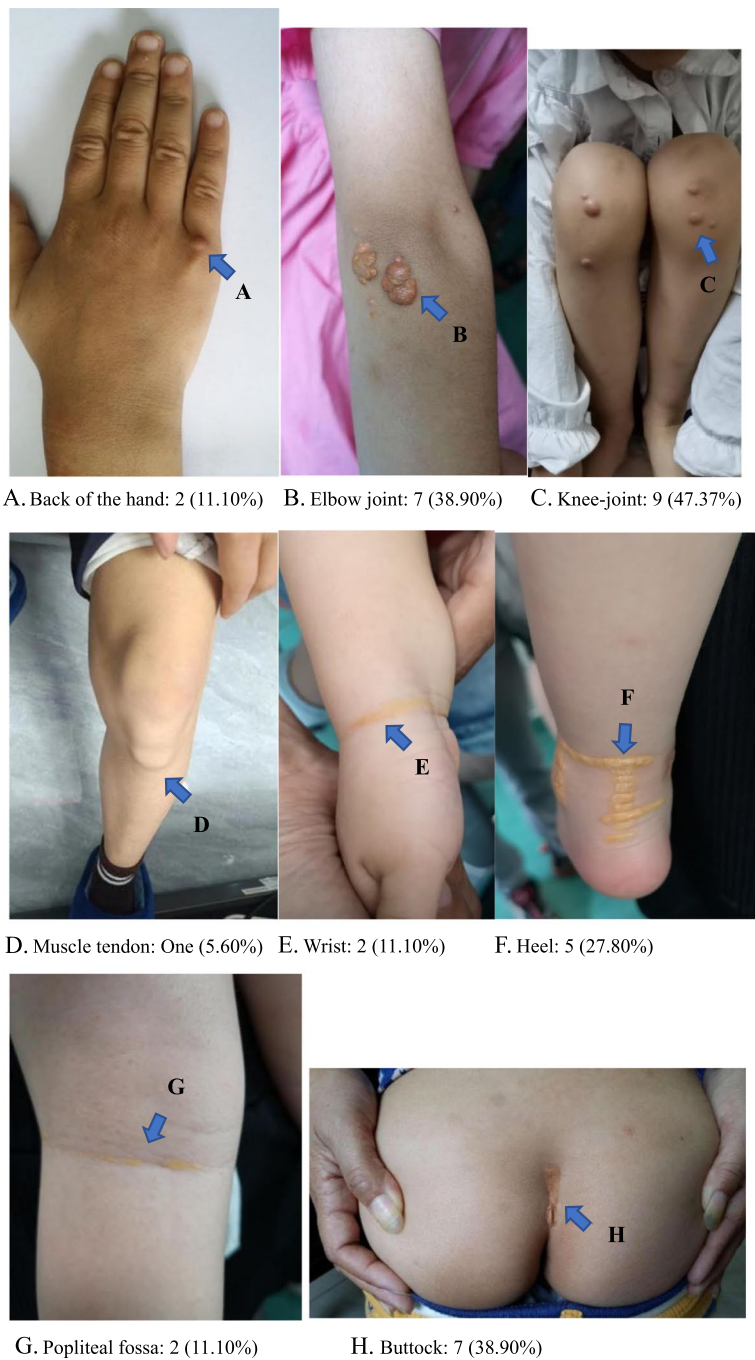 A
B
C
A. Back of the hand: 2 (11.10%)
B. Elbow joint: 7 (38.90%)
C. Knee-joint: 9 (47.37%)
D
E
F
D. Muscle tendon: One (5.60%)
E. Wrist: 2 (11.10%)
F. Heel: 5 (27.80%)
G
H
G. Popliteal fossa: 2 (11.10%)
H. Buttock: 7 (38.90%)